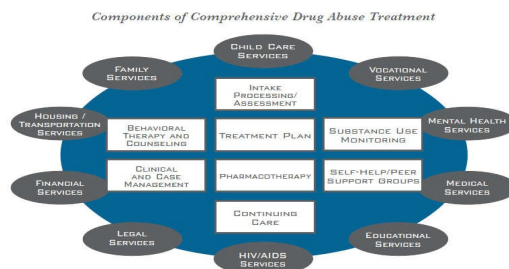 Components of Comprehensive Drug Abuse Treatment
CHILD CARE
SERVICES
FAMILY
SERVICES
VOCATIONAL
SERVICES
INTAKE
PROCESSING/
ASSESSMENT
HOUSING /
TRANSPORTATION
SERVICES
BEHAVIORAL
THERAPY AND
COUNSELING
TREATMENT PLAN
SUBSTANCE USE
MONITORING
MENTAL HEALTH
SERVICES
FINANCIAL
SERVICES
CLINICAL
AND CASE
MANAGEMENT
PHARMACOTHERAPY
SELF-HELP/PEER
SUPPORT GROUPS
MEDICAL
SERVICES
CONTINUING
CARE
LEGAL
SERVICES
EDUCATIONAL
SERVICES
HIV/AIDS
SERVICES